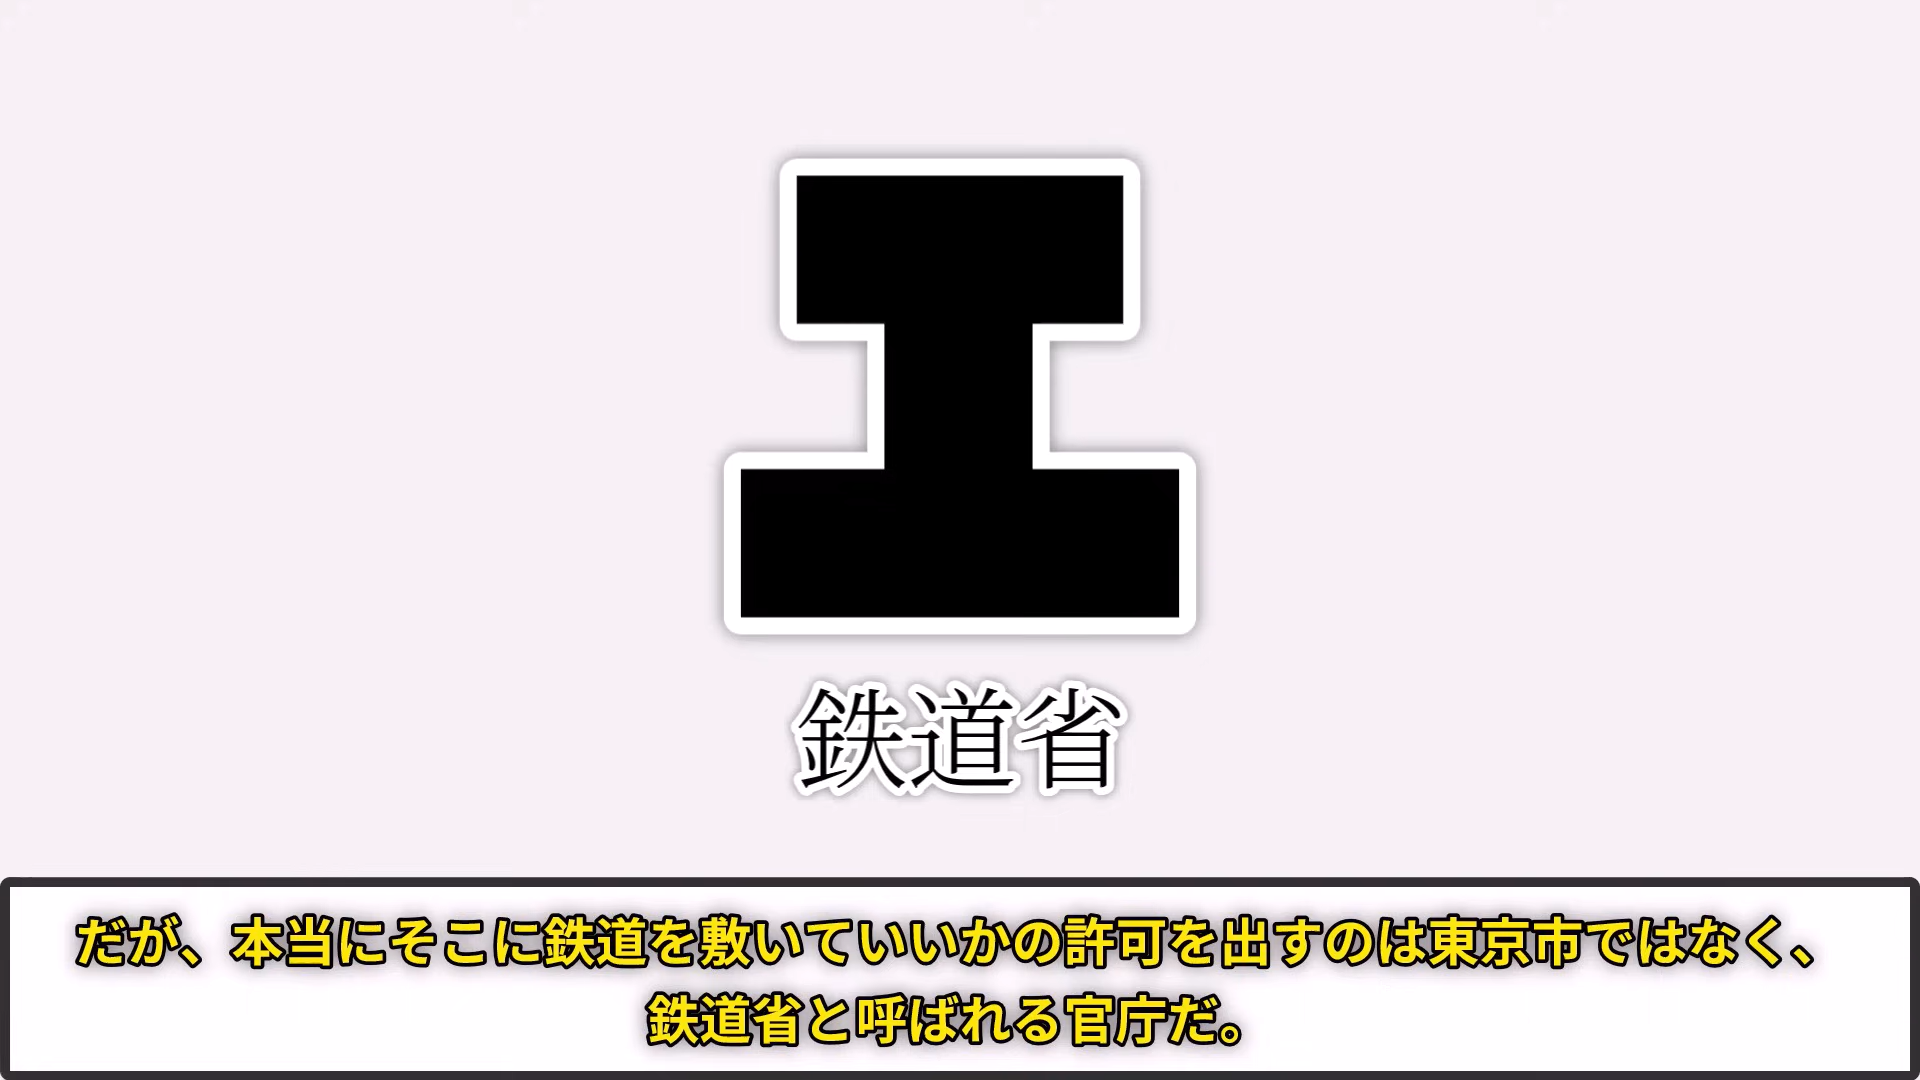 鉄道省
だが、本当にそこに鉄道を敷いていいかの許可を出すのは東京市ではなく、
鉄道省と呼ばれる官庁だ。